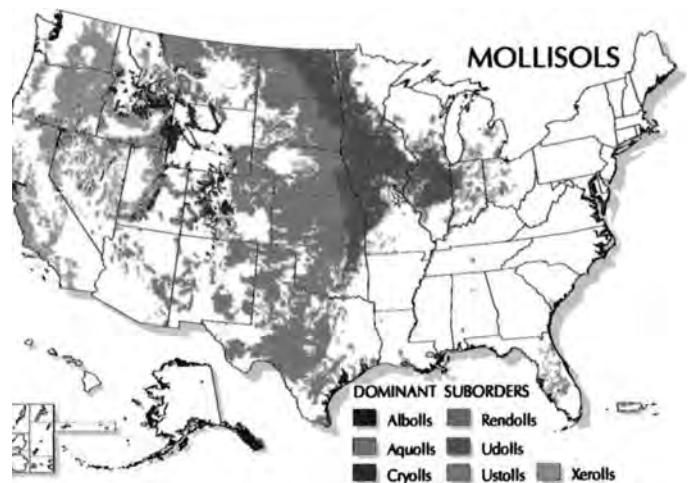 MOLLISOLS
DOMINANT SUBORDERS
Albolls Rendolls
Aquolls Udolls
Cryolls Ustolls Xerolls